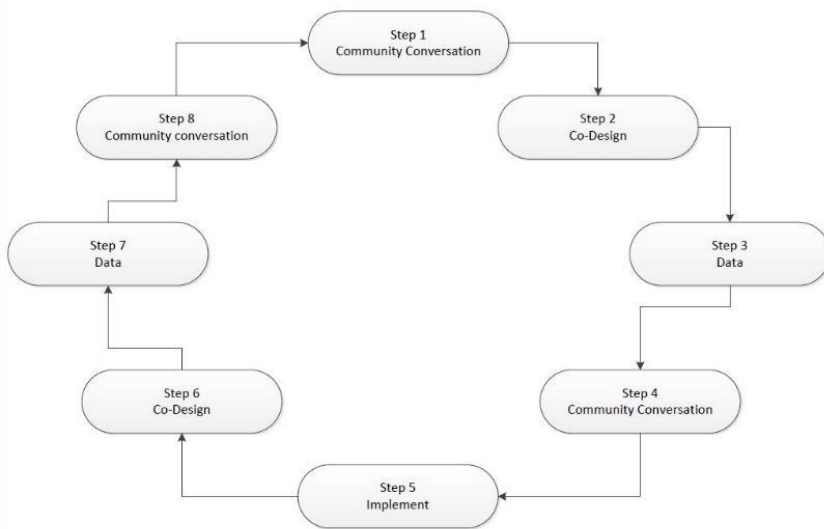 Step 1
Community Conversation
Step 2
Co-Design
Step 3
Data
Step 4
Community Conversation
Step 5
Implement
Step 6
Co-Design
Step 7
Data
Step 8
Community conversation